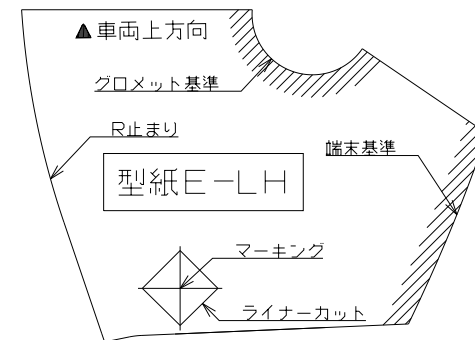 ▲車両上方向
グロメット基準
R止まり
端末基準
型紙E-LH
マーキング
ライナーカット